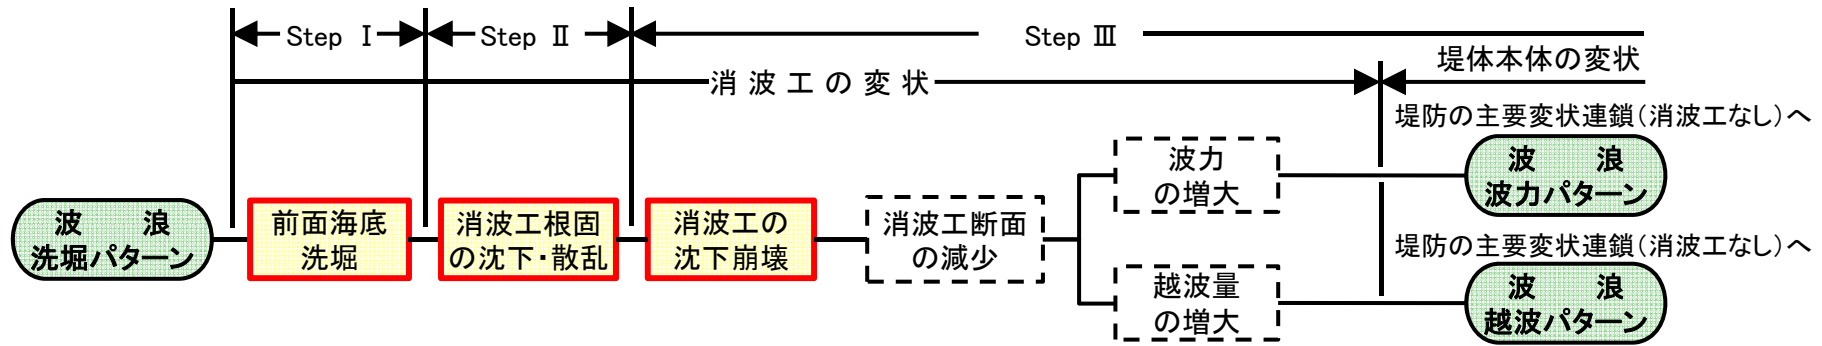 Step Ⅰ
Step Ⅱ
Step Ⅲ
消波工の変状
堤体本体の変状
堤防の主要変状連鎖(消波工なし)へ
波力
の増大
波 浪
波力パターン
波 浪
洗堀パターン
前面海底
洗堀
消波工根固
の沈下・散乱
消波工の
沈下崩壊
消波工断面
の減少
堤防の主要変状連鎖(消波工なし)へ
越波量
の増大
波 浪
越波パターン